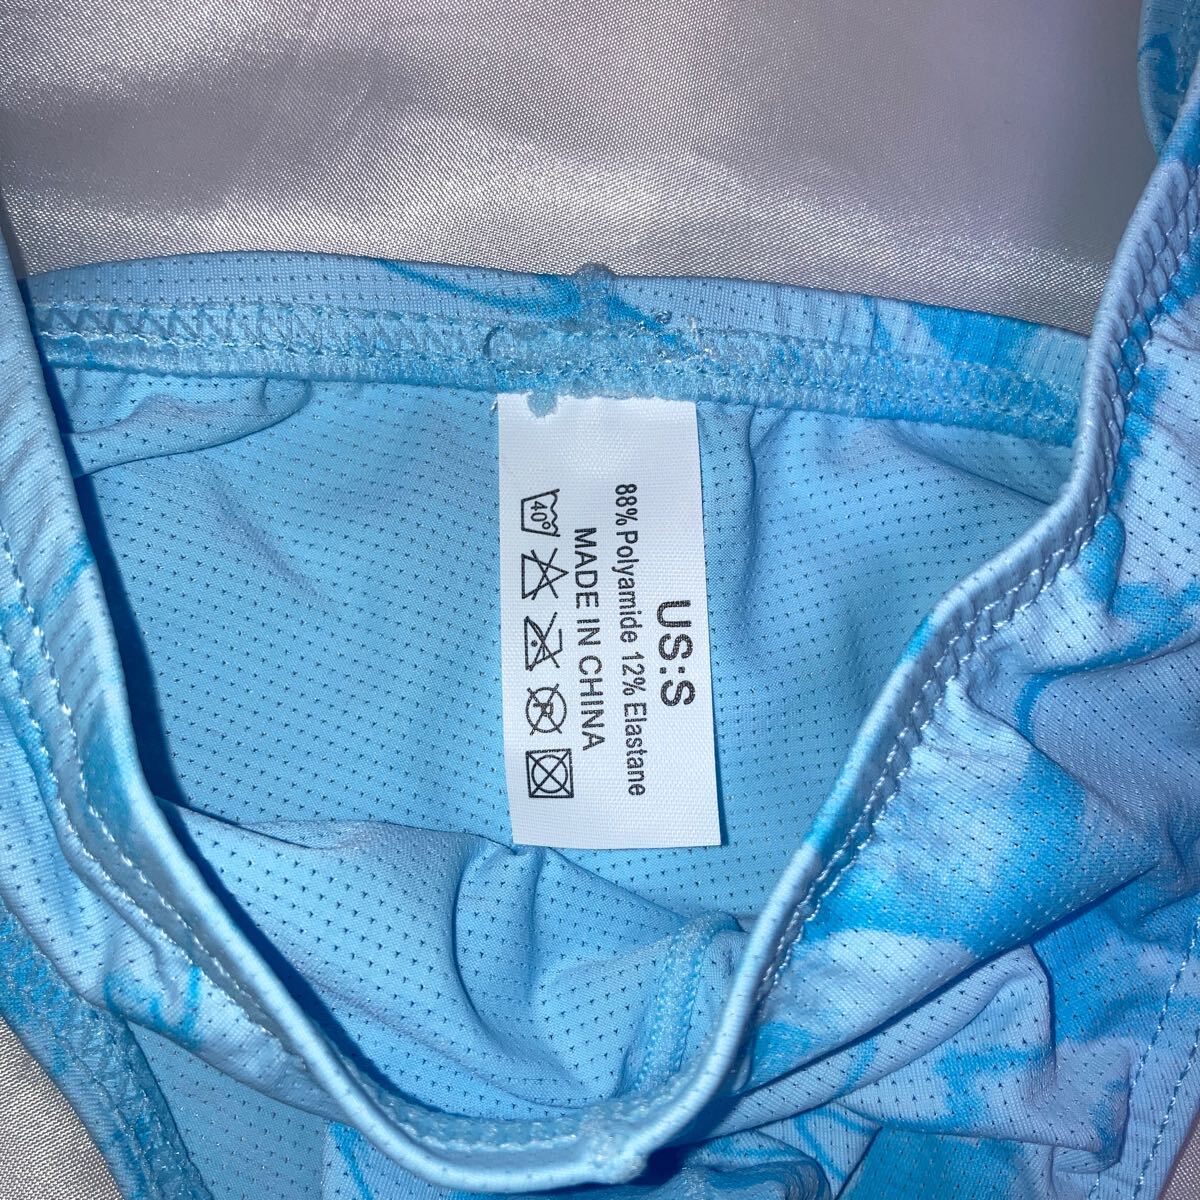 US:S
88% Polyamide 12% Elastane
MADE IN CHINA
40°
P